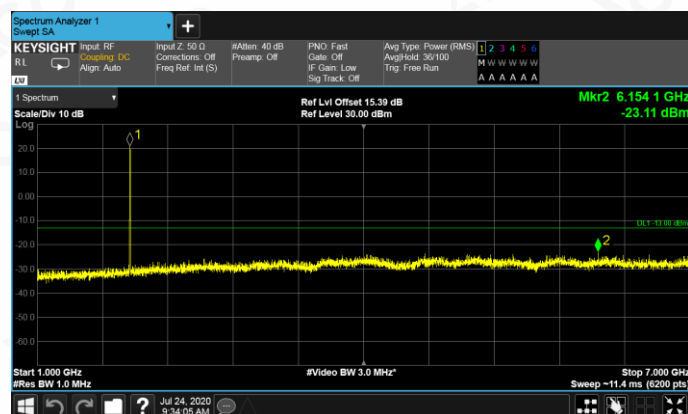 Spectrum Analyzer 1
Swept SA
KEYSIGHT
RL
LXI
Input: RF
Coupling: DC
Align: Auto
Input Z: 50 Ω
Corrections: Off
Freq Ref: Int (S)
#Atten: 40 dB
Preamp: Off
PNO: Fast
Gate: Off
IF Gain: Low
Sig Track: Off
Avg Type: Power (RMS)
Avg|Hold: 36/100
Trig: Free Run
1 2 3 4 5 6
M W W W W W
A A A A A A
1 Spectrum
Scale/Div 10 dB
Ref Lvl Offset 15.39 dB
Ref Level 30.00 dBm
Mkr2 6.154 1 GHz
-23.11 dBm
Log
1
20.0
10.0
0.00
-10.0
DL1 -13.00 dBm
2
-20.0
-30.0
-40.0
-50.0
-60.0
Start 1.000 GHz
#Res BW 1.0 MHz
#Video BW 3.0 MHz*
Stop 7.000 GHz
Sweep ~11.4 ms (6200 pts)
Jul 24, 2020
9:34:05 AM